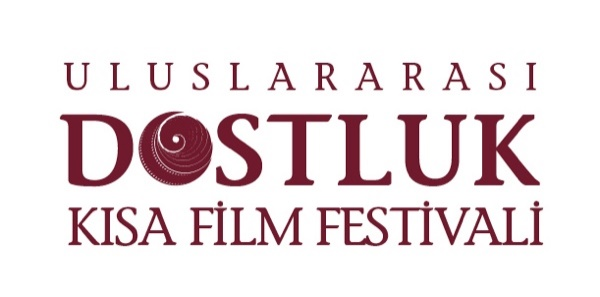 ULUSLARARASI
DOSTLUK
KISA FİLM FESTİVALİ